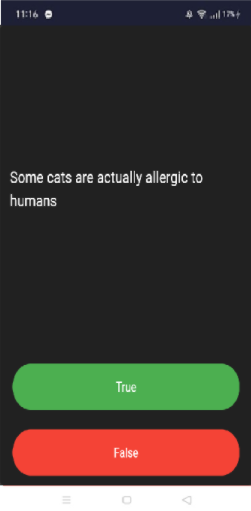 11:16 17%
Some cats are actually allergic to
humans
True
False